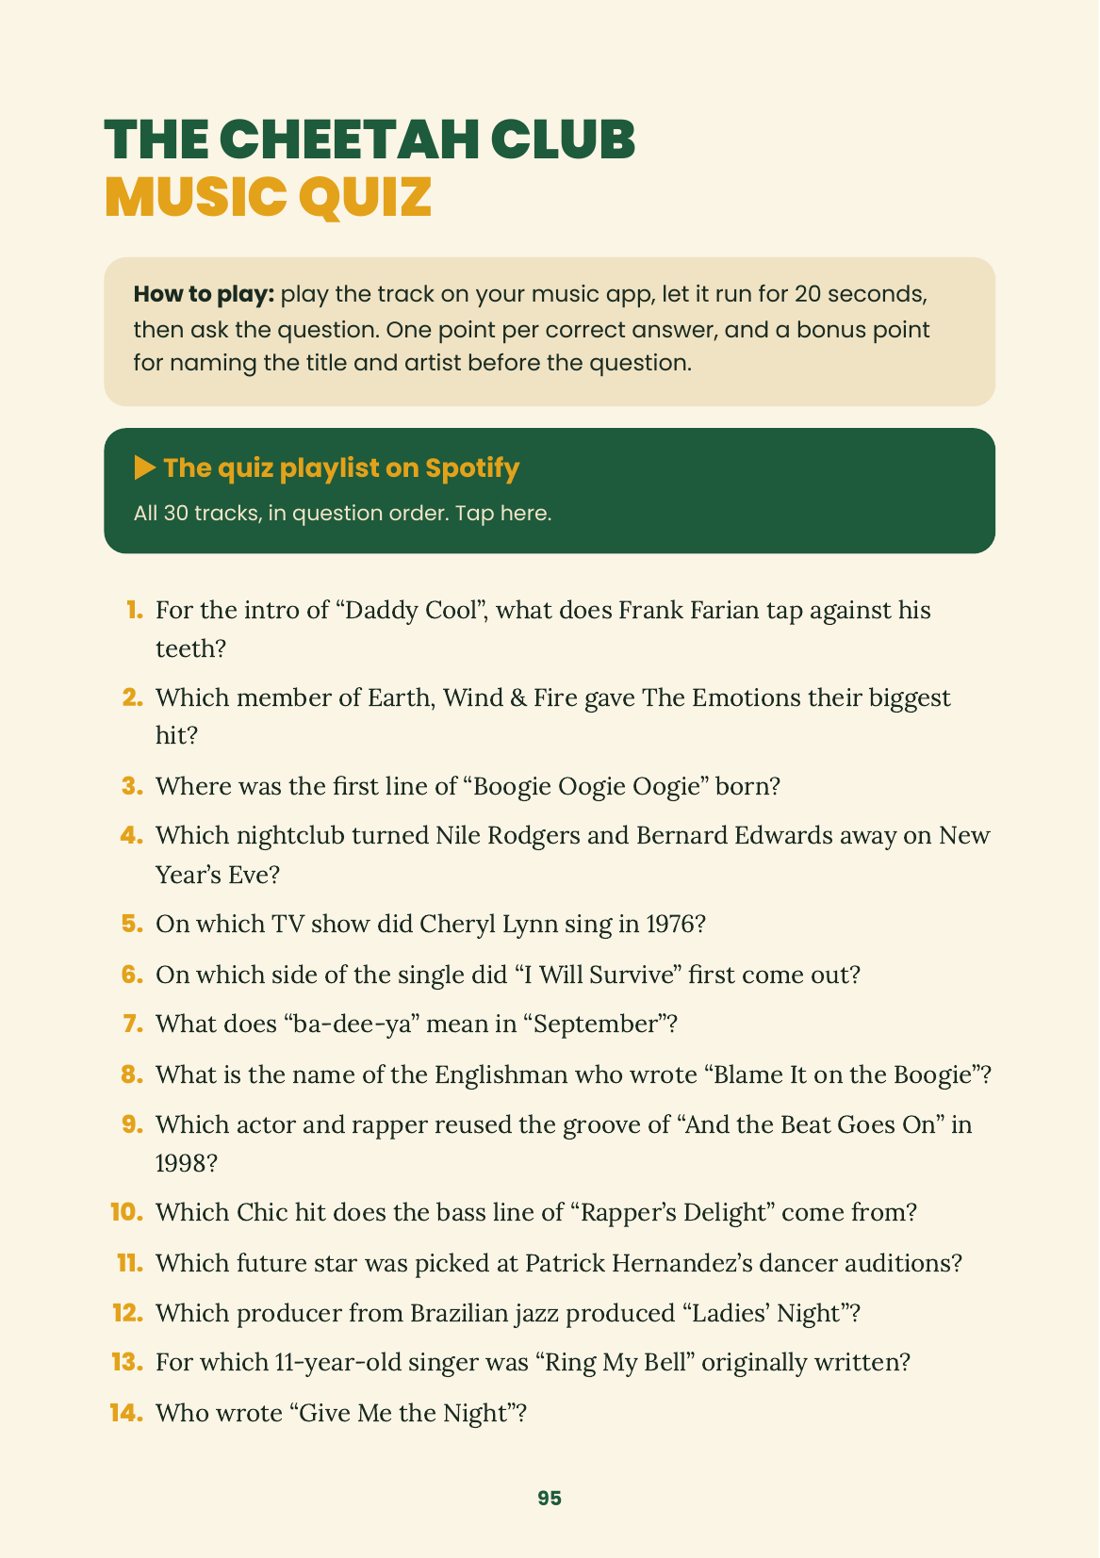 THE CHEETAH CLUB
MUSIC QUIZ
How to play: play the track on your music app, let it run for 20 seconds,
then ask the question. One point per correct answer, and a bonus point
for naming the title and artist before the question.
▶ The quiz playlist on Spotify
All 30 tracks, in question order. Tap here.
1. For the intro of “Daddy Cool”, what does Frank Farian tap against his
teeth?
2. Which member of Earth, Wind & Fire gave The Emotions their biggest
hit?
3. Where was the first line of “Boogie Oogie Oogie” born?
4. Which nightclub turned Nile Rodgers and Bernard Edwards away on New
Year’s Eve?
5. On which TV show did Cheryl Lynn sing in 1976?
6. On which side of the single did “I Will Survive” first come out?
7. What does “ba-dee-ya” mean in “September”?
8. What is the name of the Englishman who wrote “Blame It on the Boogie”?
9. Which actor and rapper reused the groove of “And the Beat Goes On” in
1998?
10. Which Chic hit does the bass line of “Rapper’s Delight” come from?
11. Which future star was picked at Patrick Hernandez’s dancer auditions?
12. Which producer from Brazilian jazz produced “Ladies’ Night”?
13. For which 11-year-old singer was “Ring My Bell” originally written?
14. Who wrote “Give Me the Night”?
95